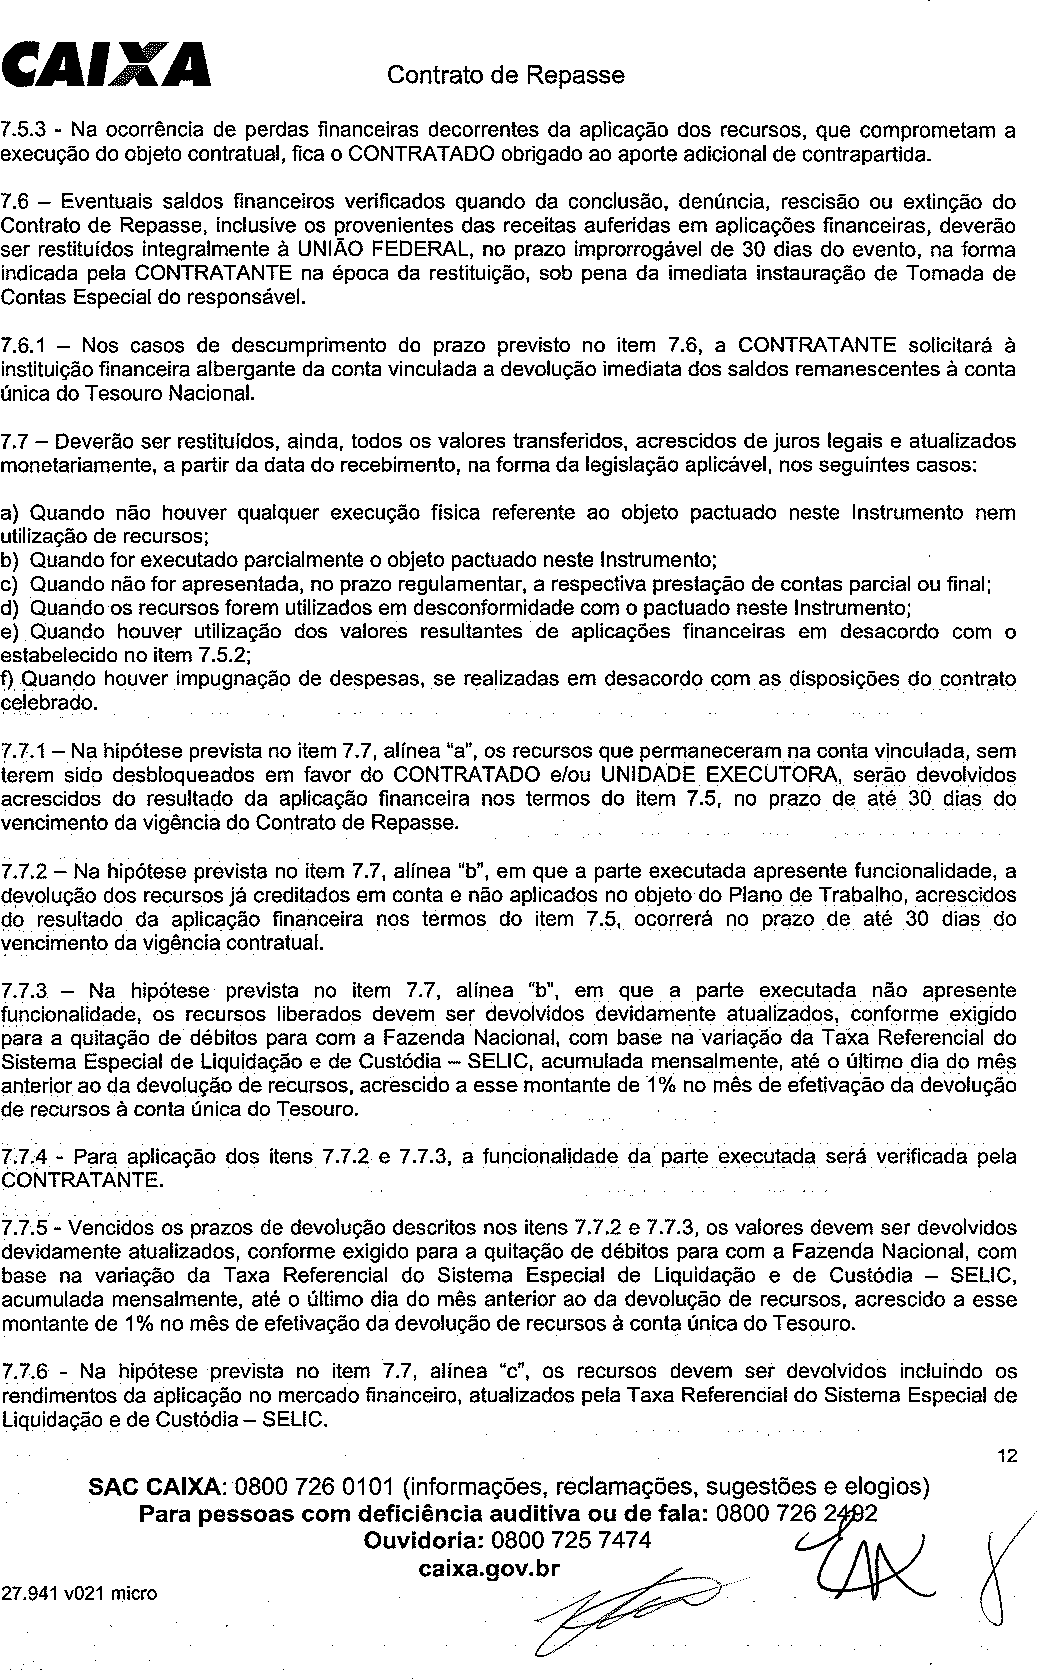 CAIXA
Contrato de Repasse
7.5.3 - Na ocorrência de perdas financeiras decorrentes da aplicação dos recursos, que comprometam a
execução do objeto contratual, fica o CONTRATADO obrigado ao aporte adicional de contrapartida.
7.6 – Eventuais saldos financeiros verificados quando da conclusão, denúncia, rescisão ou extinção do
Contrato de Repasse, inclusive os provenientes das receitas auferidas em aplicações financeiras, deverão
ser restituídos integralmente à UNIÃO FEDERAL, no prazo improrrogável de 30 dias do evento, na forma
indicada pela CONTRATANTE na época da restituição, sob pena da imediata instauração de Tomada de
Contas Especial do responsável.
7.6.1 – Nos casos de descumprimento do prazo previsto no item 7.6, a CONTRATANTE solicitará à
instituição financeira albergante da conta vinculada a devolução imediata dos saldos remanescentes à conta
única do Tesouro Nacional.
7.7 – Deverão ser restituídos, ainda, todos os valores transferidos, acrescidos de juros legais e atualizados
monetariamente, a partir da data do recebimento, na forma da legislação aplicável, nos seguintes casos:
a) Quando não houver qualquer execução física referente ao objeto pactuado neste Instrumento nem
utilização de recursos;
b) Quando for executado parcialmente o objeto pactuado neste Instrumento;
c) Quando não for apresentada, no prazo regulamentar, a respectiva prestação de contas parcial ou final;
d) Quando os recursos forem utilizados em desconformidade com o pactuado neste Instrumento;
e) Quando houver utilização dos valores resultantes de aplicações financeiras em desacordo com o
estabelecido no item 7.5.2;
f) Quando houver impugnação de despesas, se realizadas em desacordo com as disposições do contrato
celebrado.
7.7.1 – Na hipótese prevista no item 7.7, alínea “a”, os recursos que permaneceram na conta vinculada, sem
terem sido desbloqueados em favor do CONTRATADO e/ou UNIDADE EXECUTORA, serão devolvidos
acrescidos do resultado da aplicação financeira nos termos do item 7.5, no prazo de até 30 dias do
vencimento da vigência do Contrato de Repasse.
7.7.2 – Na hipótese prevista no item 7.7, alínea “b”, em que a parte executada apresente funcionalidade, a
devolução dos recursos já creditados em conta e não aplicados no objeto do Plano de Trabalho, acrescidos
do resultado da aplicação financeira nos termos do item 7.5, ocorrerá no prazo de até 30 dias do
vencimento da vigência contratual.
7.7.3 – Na hipótese prevista no item 7.7, alínea “b”, em que a parte executada não apresente
funcionalidade, os recursos liberados devem ser devolvidos devidamente atualizados, conforme exigido
para a quitação de débitos para com a Fazenda Nacional, com base na variação da Taxa Referencial do
Sistema Especial de Liquidação e de Custódia – SELIC, acumulada mensalmente, até o último dia do mês
anterior ao da devolução de recursos, acrescido a esse montante de 1% no mês de efetivação da devolução
de recursos à conta única do Tesouro.
7.7.4 - Para aplicação dos itens 7.7.2 e 7.7.3, a funcionalidade da parte executada será verificada pela
CONTRATANTE.
7.7.5 - Vencidos os prazos de devolução descritos nos itens 7.7.2 e 7.7.3, os valores devem ser devolvidos
devidamente atualizados, conforme exigido para a quitação de débitos para com a Fazenda Nacional, com
base na variação da Taxa Referencial do Sistema Especial de Liquidação e de Custódia – SELIC,
acumulada mensalmente, até o último dia do mês anterior ao da devolução de recursos, acrescido a esse
montante de 1% no mês de efetivação da devolução de recursos à conta única do Tesouro.
7.7.6 - Na hipótese prevista no item 7.7, alínea “c”, os recursos devem ser devolvidos incluindo os
rendimentos da aplicação no mercado financeiro, atualizados pela Taxa Referencial do Sistema Especial de
Liquidação e de Custódia – SELIC.
12
SAC CAIXA: 0800 726 0101 (informações, reclamações, sugestões e elogios)
Para pessoas com deficiência auditiva ou de fala: 0800 726 2492
Ouvidoria: 0800 725 7474
caixa.gov.br
27.941 v021 micro